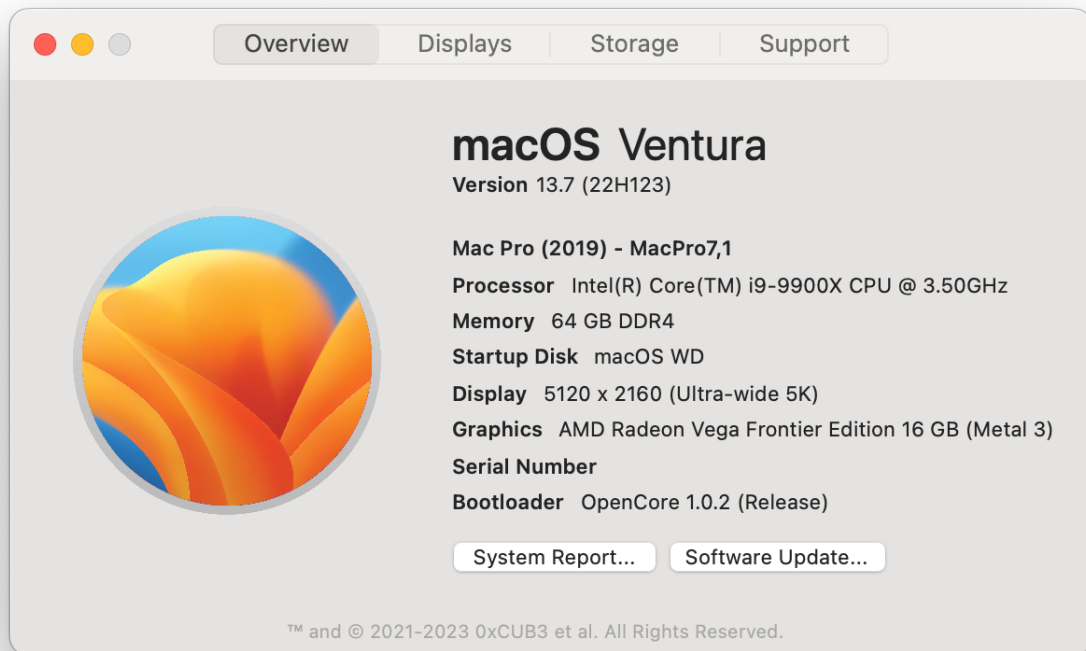 Overview Displays Storage Support
macOS Ventura
Version 13.7 (22H123)
Mac Pro (2019) - MacPro7,1
Processor Intel(R) Core(TM) i9-9900X CPU @ 3.50GHz
Memory 64 GB DDR4
Startup Disk macOS WD
Display 5120 x 2160 (Ultra-wide 5K)
Graphics AMD Radeon Vega Frontier Edition 16 GB (Metal 3)
Serial Number
Bootloader OpenCore 1.0.2 (Release)
System Report... Software Update...
™ and © 2021-2023 0xCUB3 et al. All Rights Reserved.